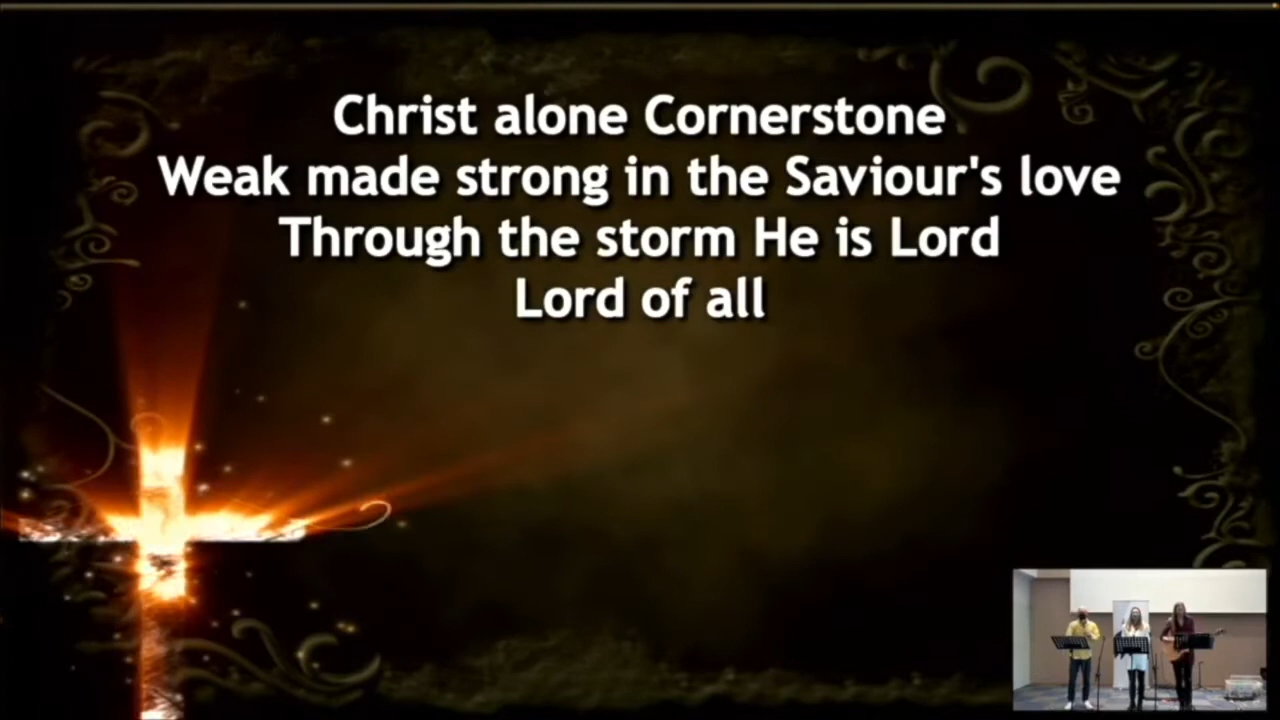 Christ alone Cornerstone
Weak made strong in the Saviour's love
Through the storm He is Lord
Lord of all